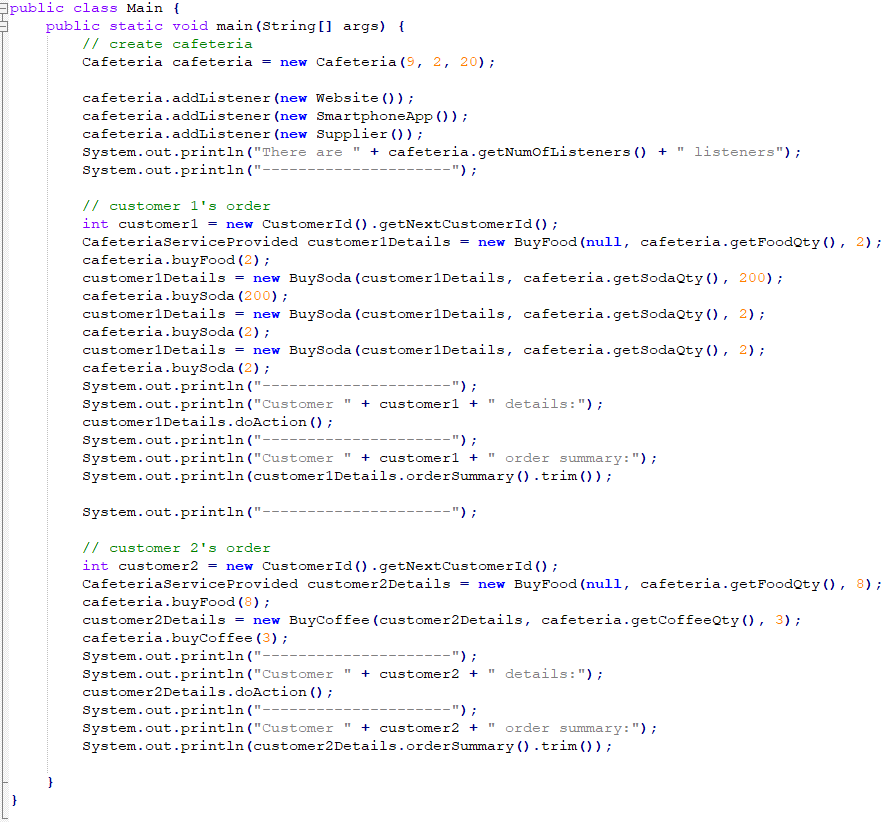 public class Main {
    public static void main(String[] args) {
        // create cafeteria
        Cafeteria cafeteria = new Cafeteria(9, 2, 20);

        cafeteria.addListener(new Website());
        cafeteria.addListener(new SmartphoneApp());
        cafeteria.addListener(new Supplier());
        System.out.println("There are " + cafeteria.getNumOfListeners() + " listeners");
        System.out.println("---------------------");

        // customer 1's order
        int customer1 = new CustomerId().getNextCustomerId();
        CafeteriaServiceProvided customer1Details = new BuyFood(null, cafeteria.getFoodQty(), 2);
        cafeteria.buyFood(2);
        customer1Details = new BuySoda(customer1Details, cafeteria.getSodaQty(), 200);
        cafeteria.buySoda(200);
        customer1Details = new BuySoda(customer1Details, cafeteria.getSodaQty(), 2);
        cafeteria.buySoda(2);
        customer1Details = new BuySoda(customer1Details, cafeteria.getSodaQty(), 2);
        cafeteria.buySoda(2);
        System.out.println("---------------------");
        System.out.println("Customer " + customer1 + " details:");
        customer1Details.doAction();
        System.out.println("---------------------");
        System.out.println("Customer " + customer1 + " order summary:");
        System.out.println(customer1Details.orderSummary().trim());

        System.out.println("---------------------");

        // customer 2's order
        int customer2 = new CustomerId().getNextCustomerId();
        CafeteriaServiceProvided customer2Details = new BuyFood(null, cafeteria.getFoodQty(), 8);
        cafeteria.buyFood(8);
        customer2Details = new BuyCoffee(customer2Details, cafeteria.getCoffeeQty(), 3);
        cafeteria.buyCoffee(3);
        System.out.println("---------------------");
        System.out.println("Customer " + customer2 + " details:");
        customer2Details.doAction();
        System.out.println("---------------------");
        System.out.println("Customer " + customer2 + " order summary:");
        System.out.println(customer2Details.orderSummary().trim());

    }
}